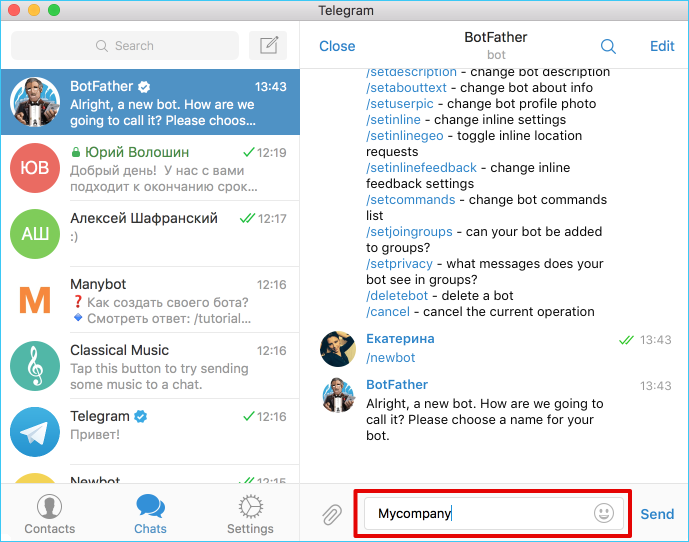 Telegram
Search
BotFather 13:43
Alright, a new bot. How are we
going to call it? Please choos...
ЮВ
Юрий Волошин 12:19
Добрый день! У нас с вами
подходит к окончанию срок...
АШ
Алексей Шафранский 12:17
:)
M
Manybot 12:16
❓ Как создать своего бота?
🔹 Смотреть ответ: /tutorial...
Classical Music 12:16
Tap this button to try sending
some music to a chat.
Telegram 12:16
Привет!
Newbot 12:15
Contacts
Chats
Settings
Close
BotFather
bot
Edit
/setdescription - change bot description
/setabouttext - change bot about info
/setuserpic - change bot profile photo
/setinline - change inline settings
/setinlinegeo - toggle inline location
requests
/setinlinefeedback - change inline
feedback settings
/setcommands - change bot commands
list
/setjoingroups - can your bot be added
to groups?
/setprivacy - what messages does your
bot see in groups?
/deletebot - delete a bot
/cancel - cancel the current operation
Екатерина 13:43
/newbot
BotFather 13:43
Alright, a new bot. How are we going to
call it? Please choose a name for your
bot.
Mycompany
Send